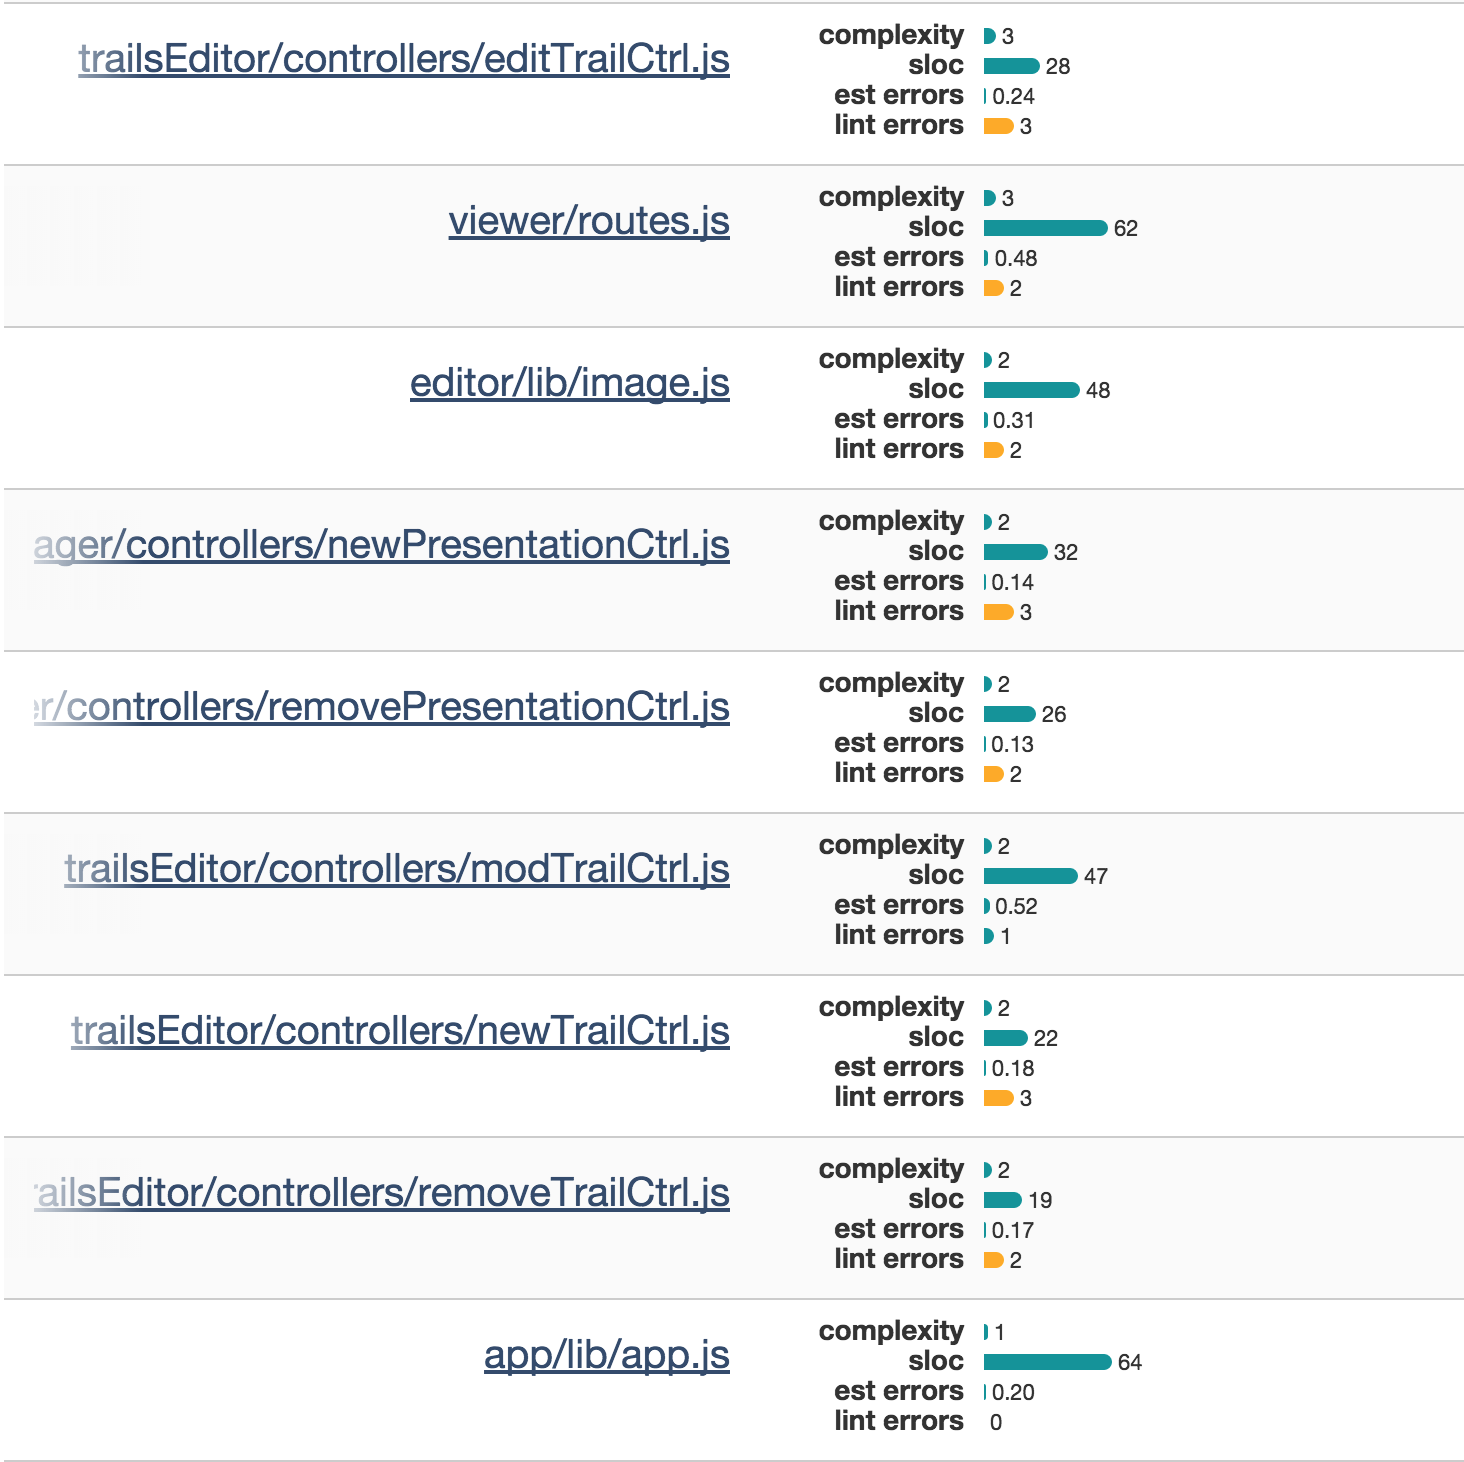 trailsEditor/controllers/editTrailCtrl.js
complexity 3
sloc 28
est errors 0.24
lint errors 3
viewer/routes.js
complexity 3
sloc 62
est errors 0.48
lint errors 2
editor/lib/image.js
complexity 2
sloc 48
est errors 0.31
lint errors 2
ager/controllers/newPresentationCtrl.js
complexity 2
sloc 32
est errors 0.14
lint errors 3
er/controllers/removePresentationCtrl.js
complexity 2
sloc 26
est errors 0.13
lint errors 2
trailsEditor/controllers/modTrailCtrl.js
complexity 2
sloc 47
est errors 0.52
lint errors 1
trailsEditor/controllers/newTrailCtrl.js
complexity 2
sloc 22
est errors 0.18
lint errors 3
railsEditor/controllers/removeTrailCtrl.js
complexity 2
sloc 19
est errors 0.17
lint errors 2
app/lib/app.js
complexity 1
sloc 64
est errors 0.20
lint errors 0